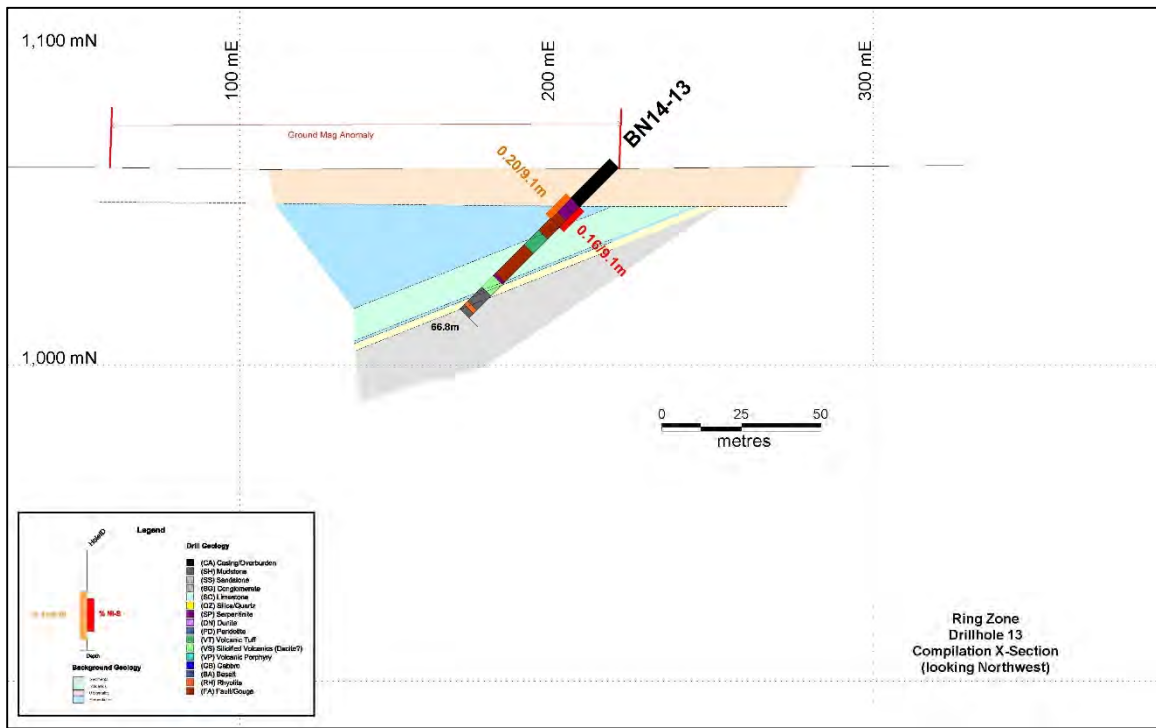 1,100 mN
100 mE
200 mE
300 mE
BN14-13
Ground Mag Anomaly
0.20/9.1m
0.16/9.1m
66.8m
1,000 mN
0 25 50
metres
Legend
HoleID
Drill Geology
(CA) Casing/Overburden
(SH) Mudstone
(SS) Sandstone
(SG) Conglomerate
(SC) Limestone
(QZ) Silica/Quartz
(SP) Serpentinite
(DN) Dunite
(PD) Peridotite
(VT) Volcanic Tuff
(VS) Silicified Volcanics (Dacite?)
(VP) Volcanic Porphyry
(GB) Gabbro
(BA) Basalt
(RH) Rhyolite
(FA) Fault/Gouge
% Ni-S
Depth
Background Geology
Ring Zone
Drillhole 13
Compilation X-Section
(looking Northwest)